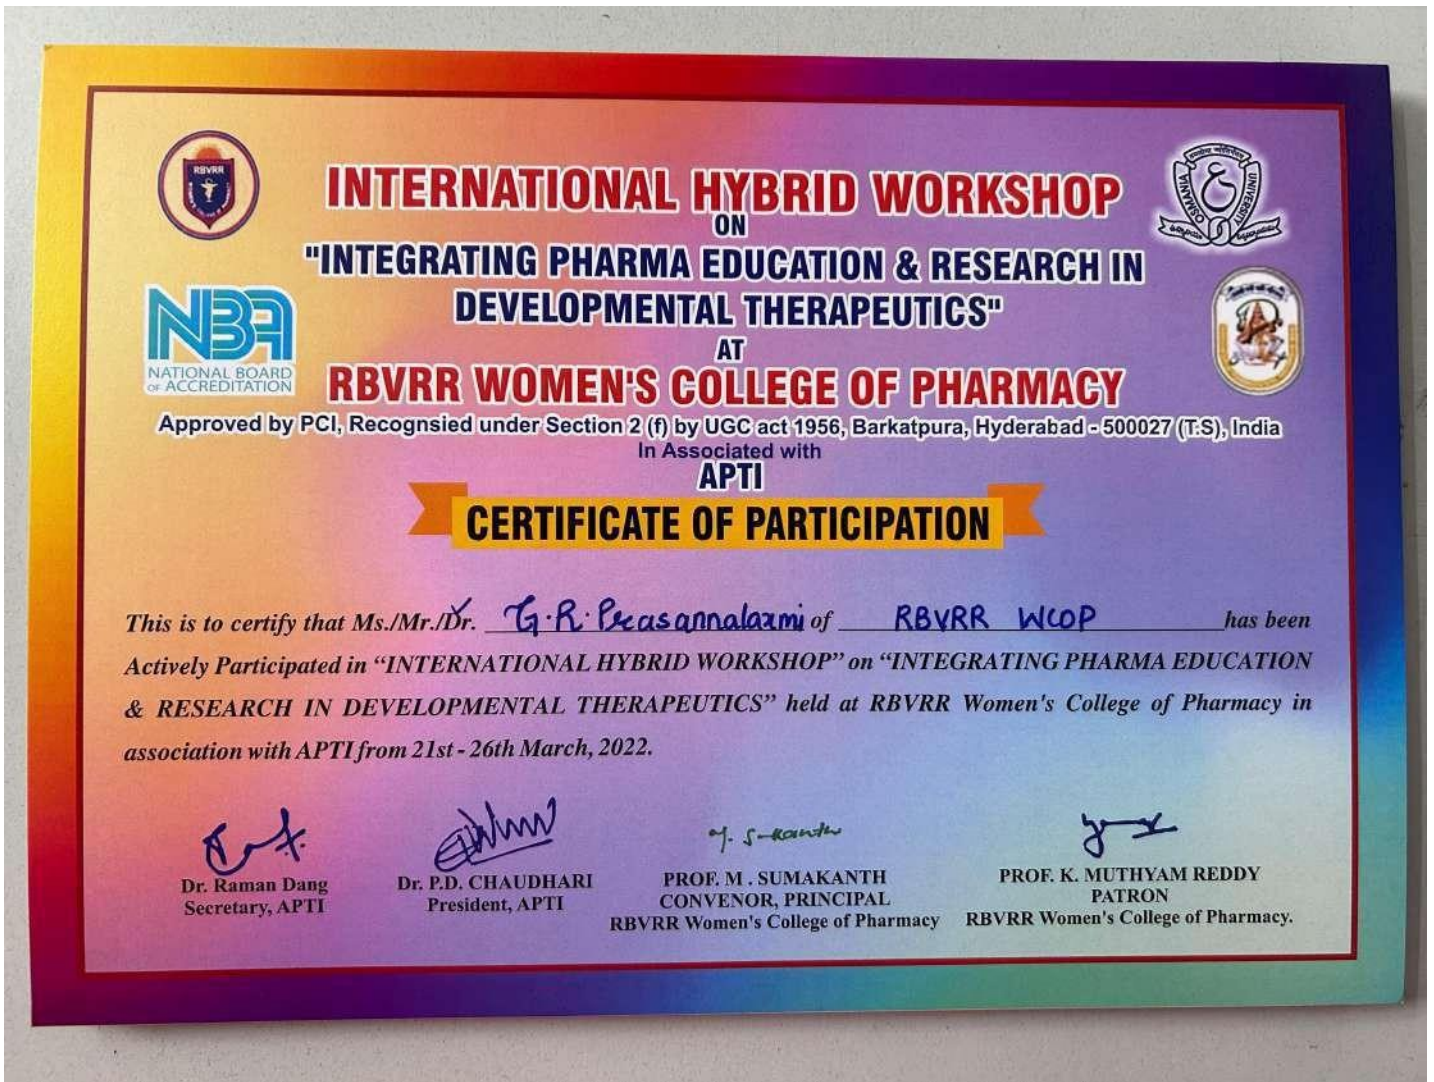 RBVRR
INTERNATIONAL HYBRID WORKSHOP
ON
"INTEGRATING PHARMA EDUCATION & RESEARCH IN
DEVELOPMENTAL THERAPEUTICS"
AT
RBVRR WOMEN'S COLLEGE OF PHARMACY
OSMANIA UNIVERSITY
NBA
NATIONAL BOARD
OF ACCREDITATION
Approved by PCI, Recognsied under Section 2 (f) by UGC act 1956, Barkatpura, Hyderabad - 500027 (T.S), India
In Associated with
APTI
CERTIFICATE OF PARTICIPATION
This is to certify that Ms./Mr./Dr. G.R.Prasannalaxmi of RBVRR WCOP has been
Actively Participated in “INTERNATIONAL HYBRID WORKSHOP” on “INTEGRATING PHARMA EDUCATION
& RESEARCH IN DEVELOPMENTAL THERAPEUTICS” held at RBVRR Women's College of Pharmacy in
association with APTI from 21st - 26th March, 2022.
Dr. Raman Dang
Secretary, APTI
Dr. P.D. CHAUDHARI
President, APTI
PROF. M . SUMAKANTH
CONVENOR, PRINCIPAL
RBVRR Women's College of Pharmacy
PROF. K. MUTHYAM REDDY
PATRON
RBVRR Women's College of Pharmacy.